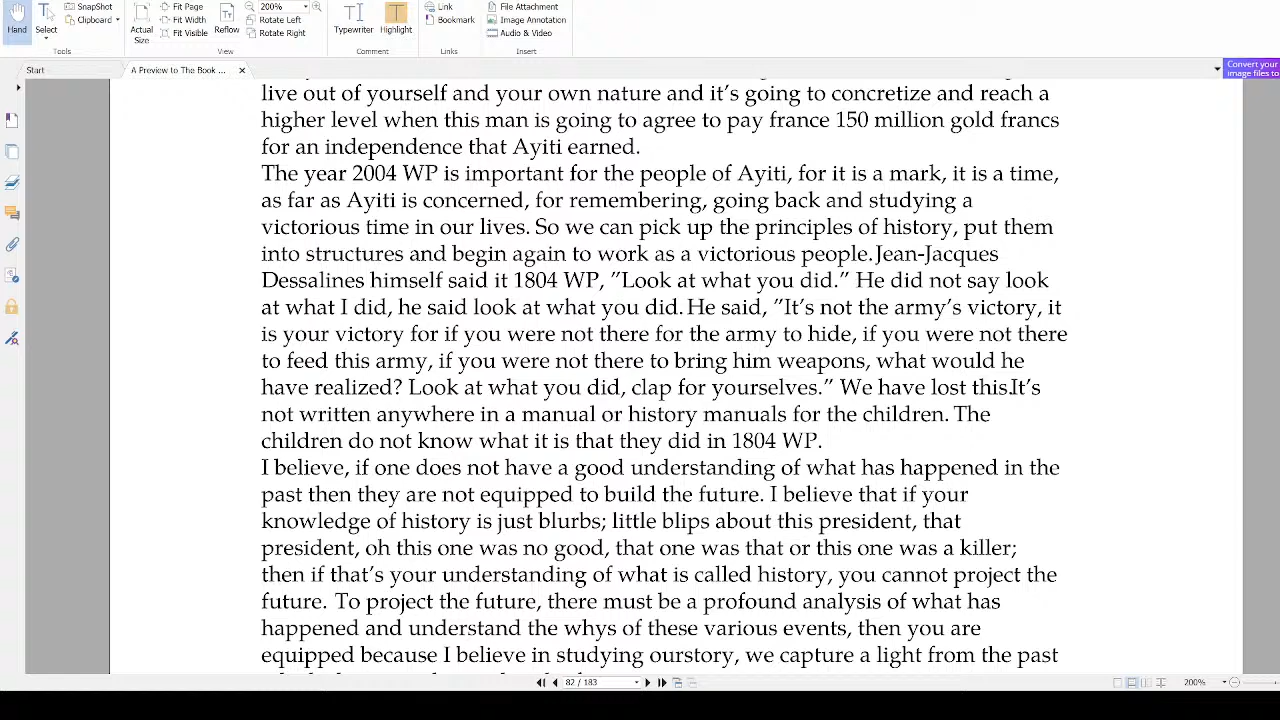 SnapShot
Clipboard
Hand
Select
Tools
Fit Page
Fit Width
Fit Visible
Actual
Size
Reflow
200%
Rotate Left
Rotate Right
View
Typewriter
Highlight
Comment
Link
Bookmark
Links
File Attachment
Image Annotation
Audio & Video
Insert
Start
A Preview to The Book ...
Convert your
image files to
live out of yourself and your own nature and it's going to concretize and reach a
higher level when this man is going to agree to pay france 150 million gold francs
for an independence that Ayiti earned.
The year 2004 WP is important for the people of Ayiti, for it is a mark, it is a time,
as far as Ayiti is concerned, for remembering, going back and studying a
victorious time in our lives. So we can pick up the principles of history, put them
into structures and begin again to work as a victorious people. Jean-Jacques
Dessalines himself said it 1804 WP, ”Look at what you did.” He did not say look
at what I did, he said look at what you did. He said, ”It's not the army's victory, it
is your victory for if you were not there for the army to hide, if you were not there
to feed this army, if you were not there to bring him weapons, what would he
have realized? Look at what you did, clap for yourselves.” We have lost this.It's
not written anywhere in a manual or history manuals for the children. The
children do not know what it is that they did in 1804 WP.
I believe, if one does not have a good understanding of what has happened in the
past then they are not equipped to build the future. I believe that if your
knowledge of history is just blurbs; little blips about this president, that
president, oh this one was no good, that one was that or this one was a killer;
then if that's your understanding of what is called history, you cannot project the
future. To project the future, there must be a profound analysis of what has
happened and understand the whys of these various events, then you are
equipped because I believe in studying ourstory, we capture a light from the past
82 / 183
200%